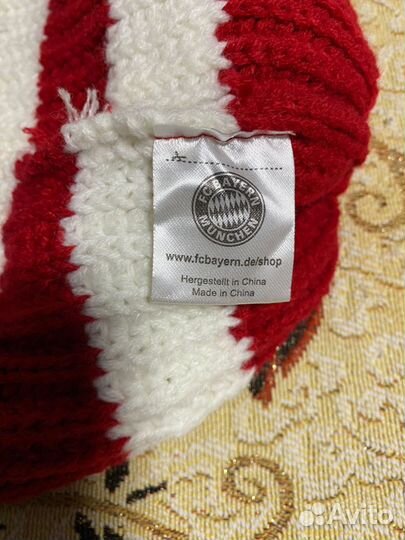 FC BAYERN
MÜNCHEN
www.fcbayern.de/shop
Hergestellt in China
Made in China
Avito